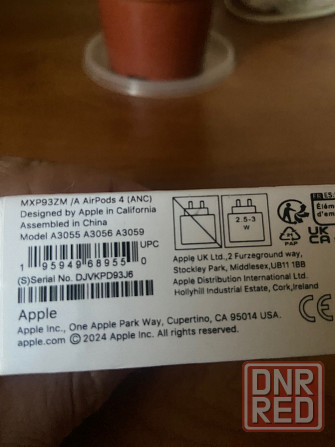 MXP93ZM /A AirPods 4 (ANC)
Designed by Apple in California
Assembled in China
Model A3055 A3056 A3059
UPC
1 95949 68955 0
(S)Serial No. DJVKPD93J6
Apple
Apple Inc., One Apple Park Way, Cupertino, CA 95014 USA.
apple.com © 2024 Apple Inc. All rights reserved.
2.5-3
W
Apple UK Ltd.,2 Furzeground way,
Stockley Park, Middlesex,UB11 1BB
Apple Distribution International Ltd.
Hollyhill Industrial Estate, Cork,Ireland
FR
PAP
UK
CA
CE
DNR
RED